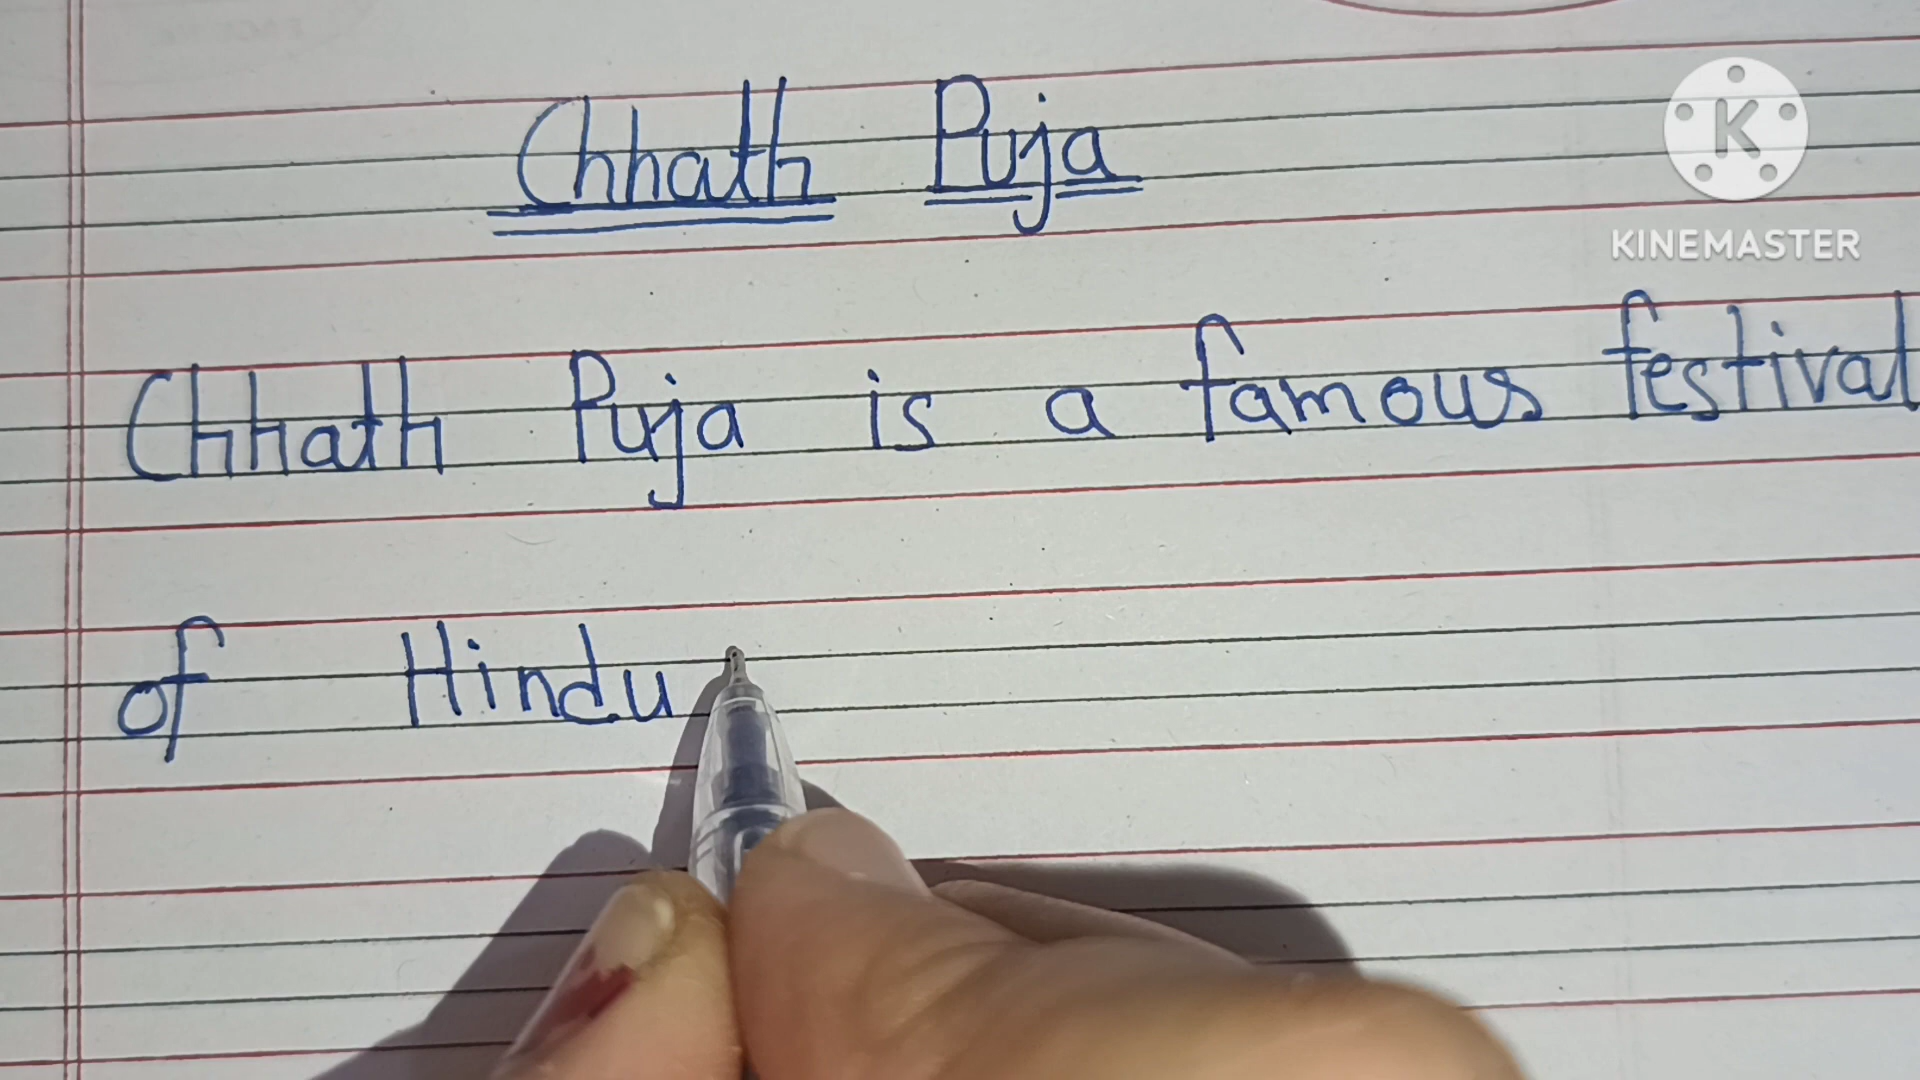 Chhath Puja
K
KINEMASTER
Chhath Puja is a famous festival
of Hindu